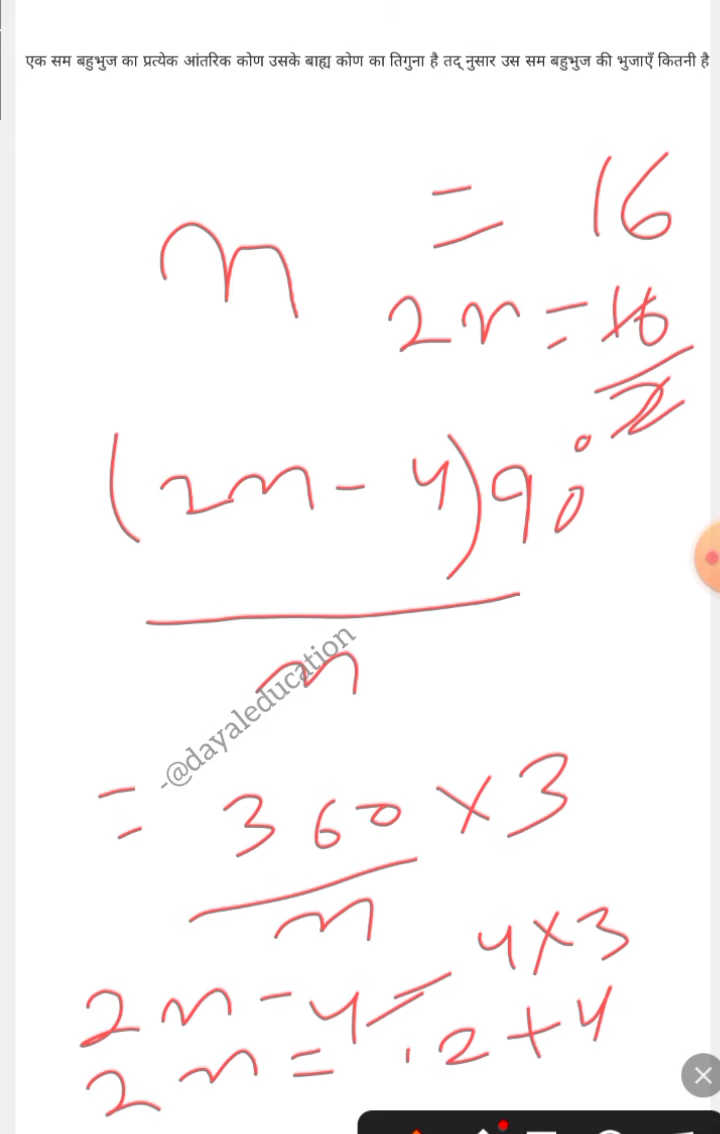 एक सम बहुभुज का प्रत्येक आंतरिक कोण उसके बाह्य कोण का तिगुना है तद् नुसार उस सम बहुभुज की भुजाएँ कितनी है
n = 16
2n = 16
2
(2n - 4) 90°
n
-@dayaleducation
= 360 × 3
n
2n - 4 = 4 × 3
2n = 12 + 4